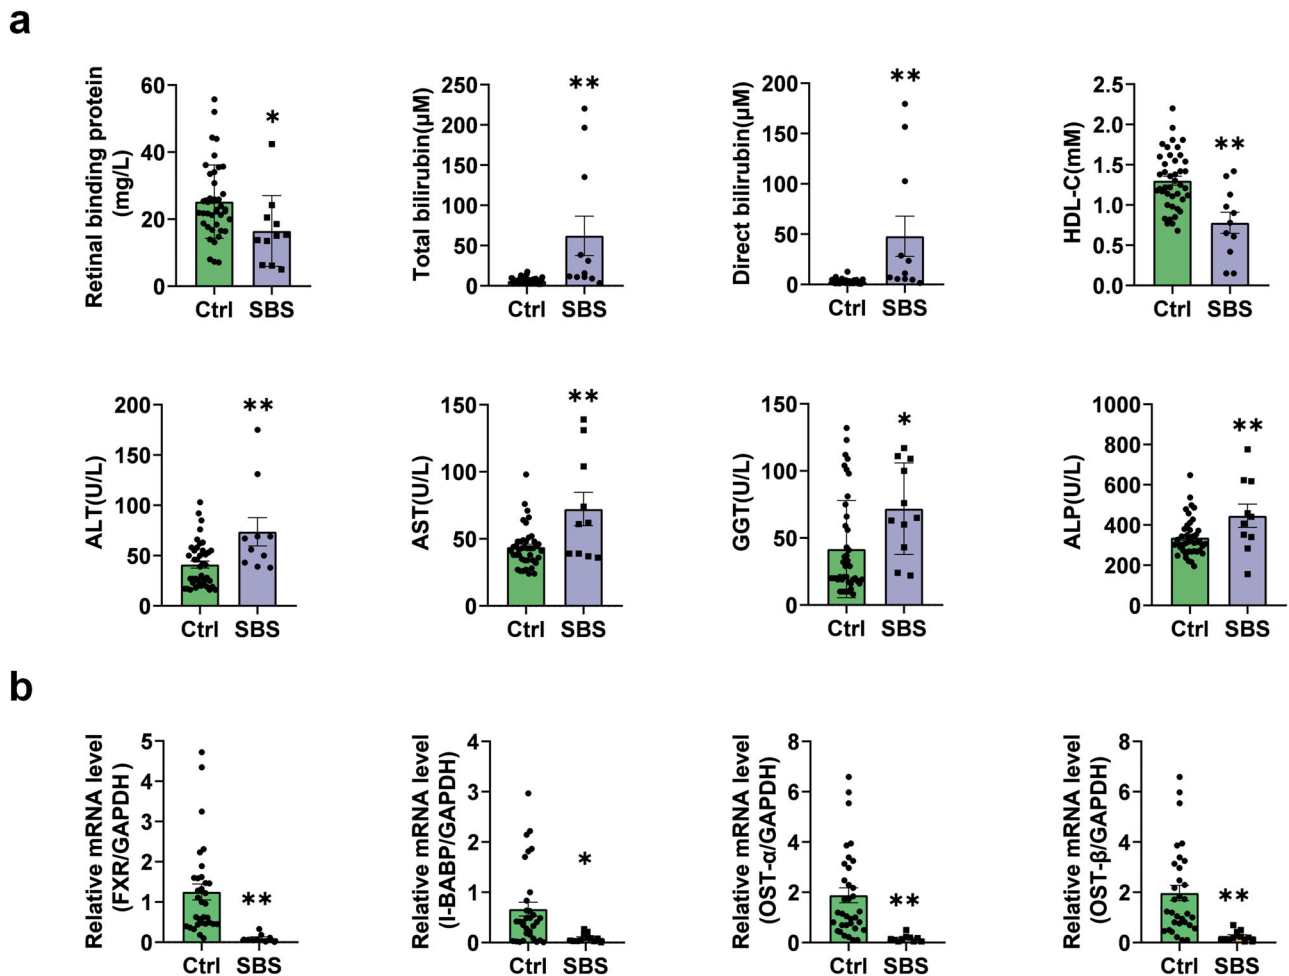 a
Retinal binding protein
(mg/L)
60
40
20
0
*
Ctrl SBS
Total bilirubin(μM)
250
200
150
100
50
0
**
Ctrl SBS
Direct bilirubin(μM)
200
150
100
50
0
**
Ctrl SBS
HDL-C(mM)
2.5
2.0
1.5
1.0
0.5
0.0
**
Ctrl SBS
ALT(U/L)
200
150
100
50
0
**
Ctrl SBS
AST(U/L)
150
100
50
0
**
Ctrl SBS
GGT(U/L)
150
100
50
0
*
Ctrl SBS
ALP(U/L)
1000
800
600
400
200
0
**
Ctrl SBS
b
Relative mRNA level
(FXR/GAPDH )
5
4
3
2
1
0
**
Ctrl SBS
Relative mRNA level
(I-BABP/GAPDH)
4
3
2
1
0
*
Ctrl SBS
Relative mRNA level
(OST-α/GAPDH)
8
6
4
2
0
**
Ctrl SBS
Relative mRNA level
(OST-β/GAPDH)
8
6
4
2
0
**
Ctrl SBS